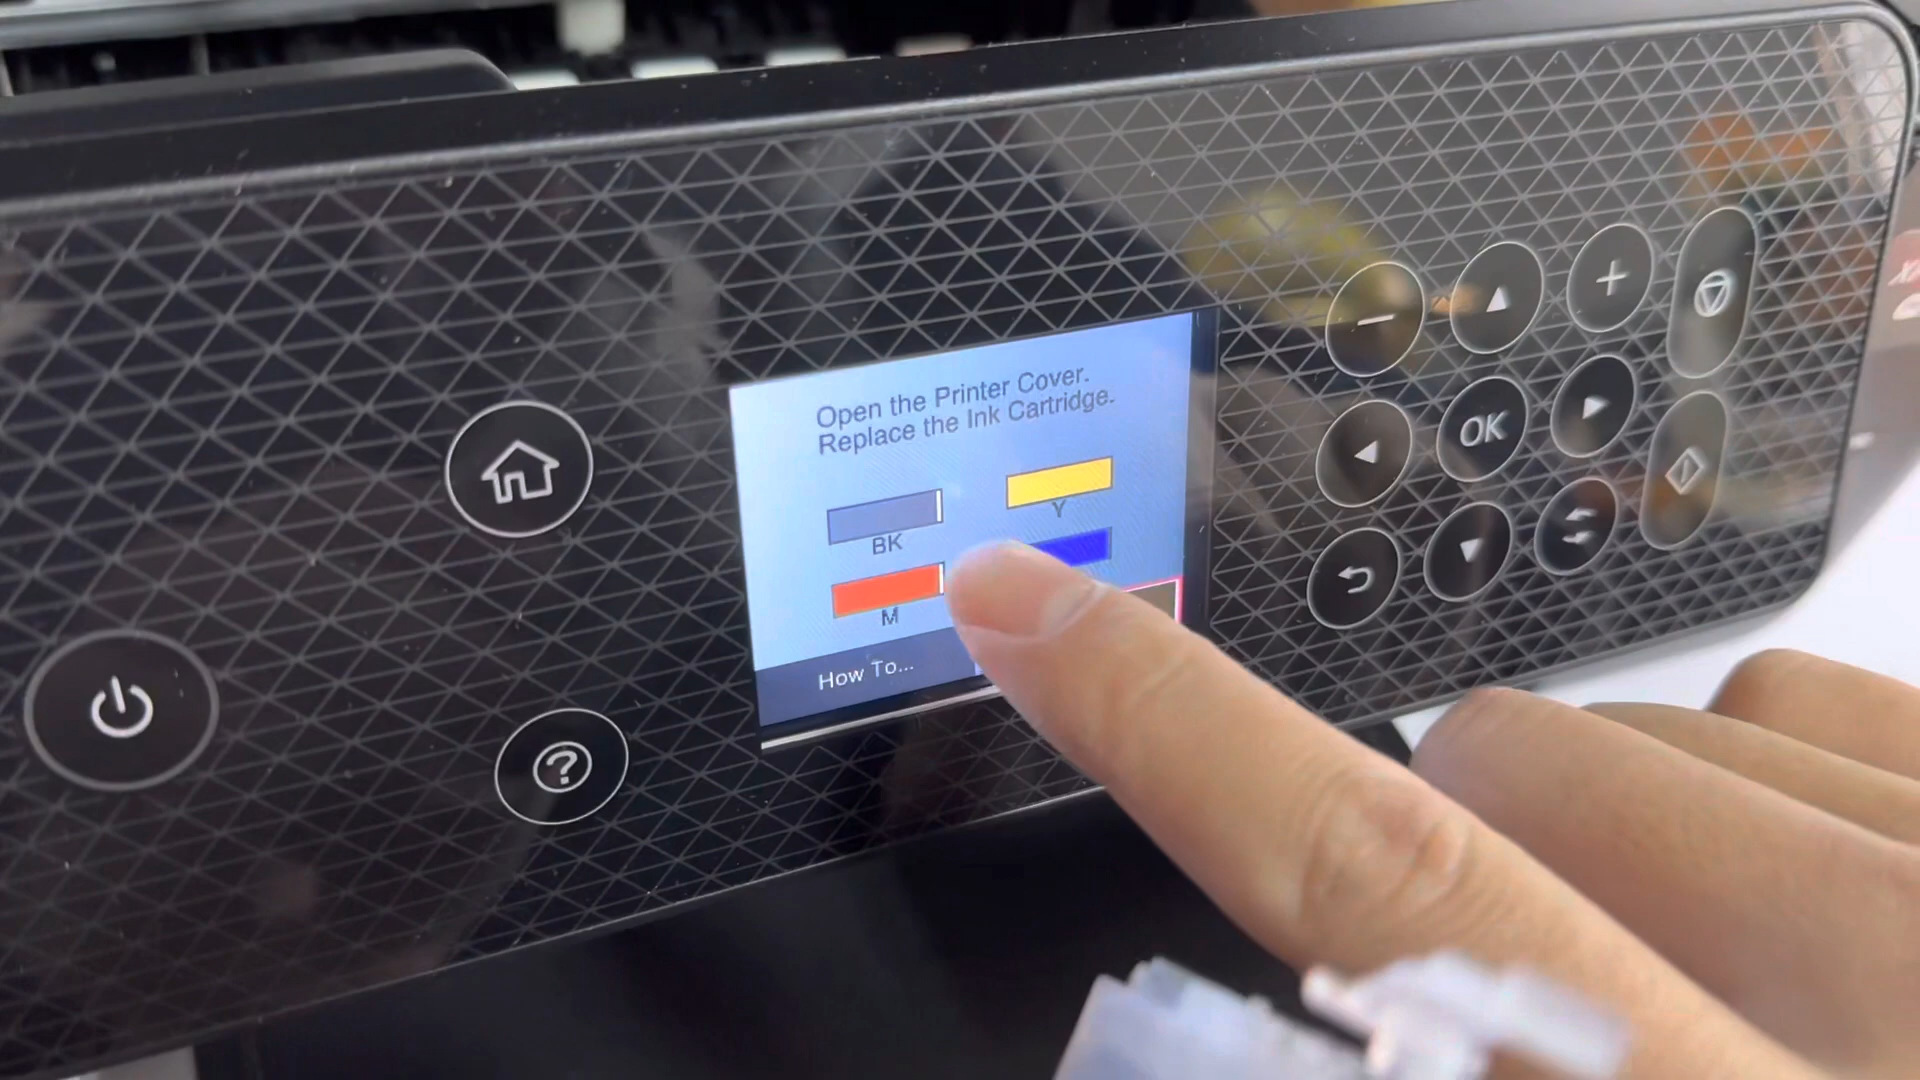 Open the Printer Cover.
Replace the Ink Cartridge.
BK
Y
M
How To...
OK